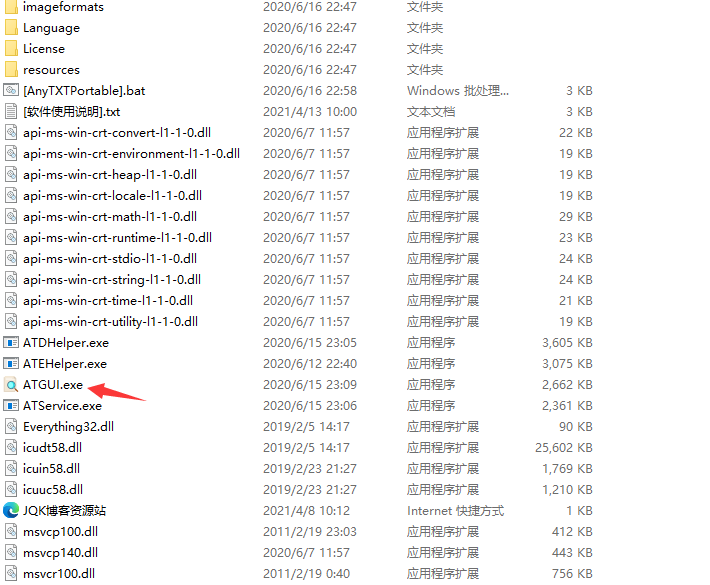 imageformats 2020/6/16 22:47 文件夹
Language 2020/6/16 22:47 文件夹
License 2020/6/16 22:47 文件夹
resources 2020/6/16 22:47 文件夹
[AnyTXTPortable].bat 2020/6/16 22:58 Windows 批处理... 3 KB
[软件使用说明].txt 2021/4/13 10:00 文本文档 3 KB
api-ms-win-crt-convert-l1-1-0.dll 2020/6/7 11:57 应用程序扩展 22 KB
api-ms-win-crt-environment-l1-1-0.dll 2020/6/7 11:57 应用程序扩展 19 KB
api-ms-win-crt-heap-l1-1-0.dll 2020/6/7 11:57 应用程序扩展 19 KB
api-ms-win-crt-locale-l1-1-0.dll 2020/6/7 11:57 应用程序扩展 19 KB
api-ms-win-crt-math-l1-1-0.dll 2020/6/7 11:57 应用程序扩展 29 KB
api-ms-win-crt-runtime-l1-1-0.dll 2020/6/7 11:57 应用程序扩展 23 KB
api-ms-win-crt-stdio-l1-1-0.dll 2020/6/7 11:57 应用程序扩展 24 KB
api-ms-win-crt-string-l1-1-0.dll 2020/6/7 11:57 应用程序扩展 24 KB
api-ms-win-crt-time-l1-1-0.dll 2020/6/7 11:57 应用程序扩展 21 KB
api-ms-win-crt-utility-l1-1-0.dll 2020/6/7 11:57 应用程序扩展 19 KB
ATDHelper.exe 2020/6/15 23:05 应用程序 3,605 KB
ATEHelper.exe 2020/6/12 22:40 应用程序 3,075 KB
ATGUI.exe 2020/6/15 23:09 应用程序 2,662 KB
ATService.exe 2020/6/15 23:06 应用程序 2,361 KB
Everything32.dll 2019/2/5 14:17 应用程序扩展 90 KB
icudt58.dll 2019/2/5 14:17 应用程序扩展 25,602 KB
icuin58.dll 2019/2/23 21:27 应用程序扩展 1,769 KB
icuuc58.dll 2019/2/23 21:27 应用程序扩展 1,210 KB
JQK博客资源站 2021/4/8 10:12 Internet 快捷方式 1 KB
msvcp100.dll 2011/2/19 23:03 应用程序扩展 412 KB
msvcp140.dll 2020/6/7 11:57 应用程序扩展 443 KB
msvcr100.dll 2011/2/19 0:40 应用程序扩展 756 KB